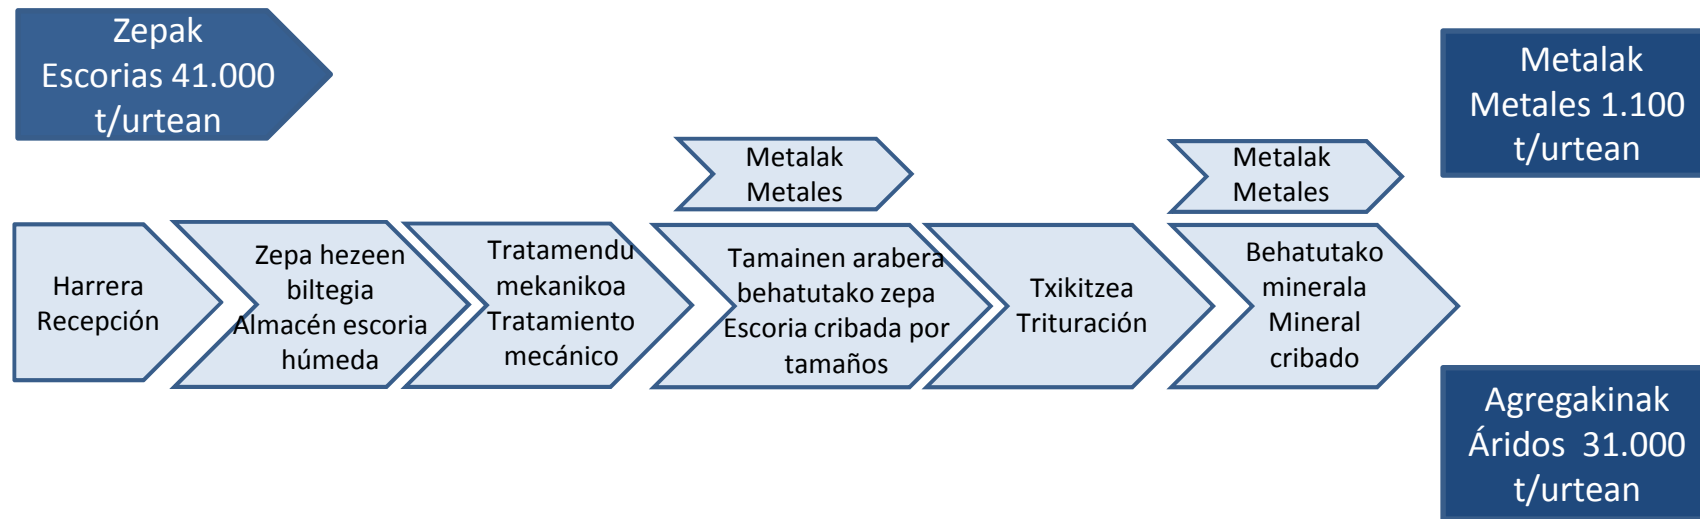 Zepak
Escorias 41.000
t/urtean
Metalak
Metales 1.100
t/urtean
Metalak
Metales
Metalak
Metales
Harrera
Recepción
Zepa hezeen
biltegia
Almacén escoria
húmeda
Tratamendu
mekanikoa
Tratamiento
mecánico
Tamainen arabera
behatutako zepa
Escoria cribada por
tamaños
Txikitzea
Trituración
Behatutako
minerala
Mineral
cribado
Agregakinak
Áridos 31.000
t/urtean